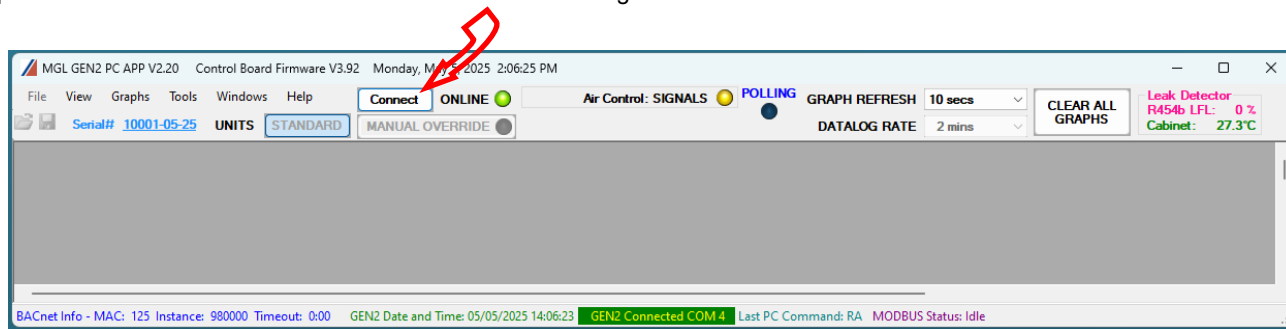 MGL GEN2 PC APP V2.20 Control Board Firmware V3.92 Monday, May 5, 2025 2:06:25 PM
File View Graphs Tools Windows Help Connect ONLINE Air Control: SIGNALS POLLING GRAPH REFRESH 10 secs CLEAR ALL GRAPHS Leak Detector
R454b LFL: 0 %
Serial# 10001-05-25 UNITS STANDARD MANUAL OVERRIDE DATALOG RATE 2 mins Cabinet: 27.3°C
BACnet Info - MAC: 125 Instance: 980000 Timeout: 0:00 GEN2 Date and Time: 05/05/2025 14:06:23 GEN2 Connected COM 4 Last PC Command: RA MODBUS Status: Idle